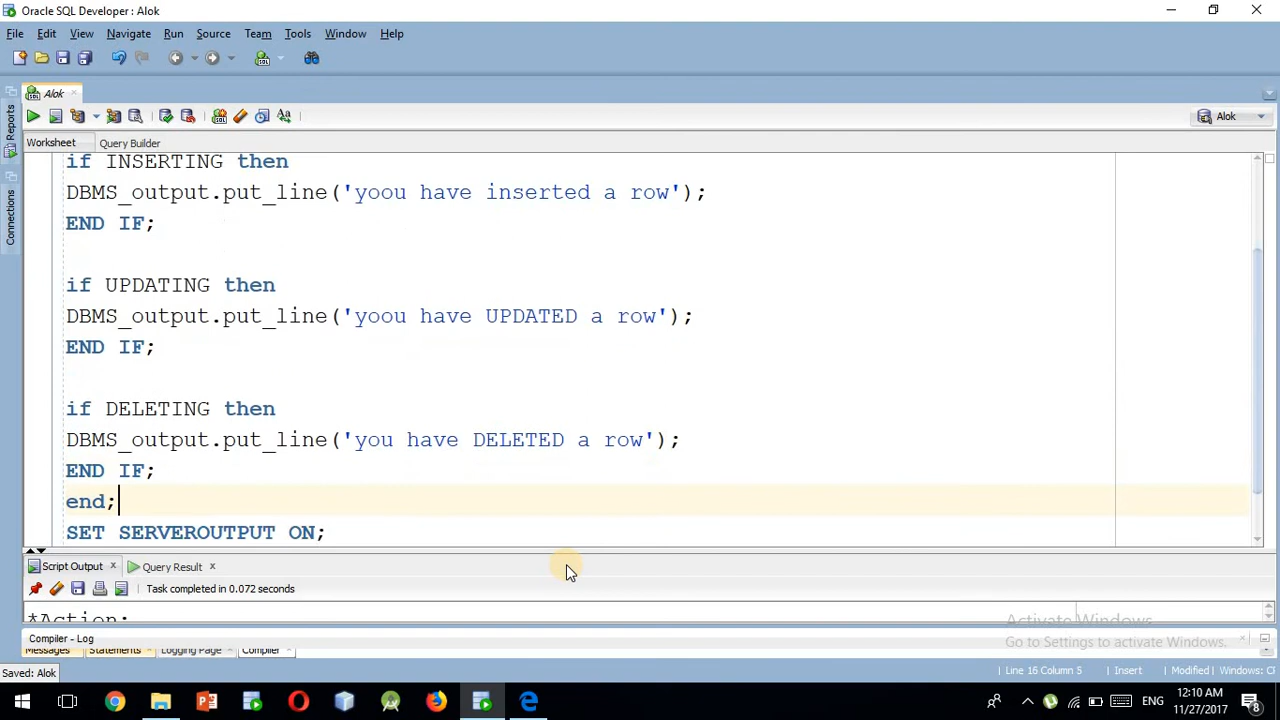 Oracle SQL Developer : Alok
File Edit View Navigate Run Source Team Tools Window Help
Alok
Alok
Worksheet Query Builder
Reports
Connections
if INSERTING then
DBMS_output.put_line('yoou have inserted a row');
END IF;
if UPDATING then
DBMS_output.put_line('yoou have UPDATED a row');
END IF;
if DELETING then
DBMS_output.put_line('you have DELETED a row');
END IF;
end;
SET SERVEROUTPUT ON;
Script Output Query Result
Task completed in 0.072 seconds
*Action:
Activate Windows
Go to Settings to activate Windows.
Compiler - Log
Messages Statements Logging Page Compiler
Saved: Alok
Line 16 Column 5 Insert Modified Windows:
ENG
12:10 AM
11/27/2017
8